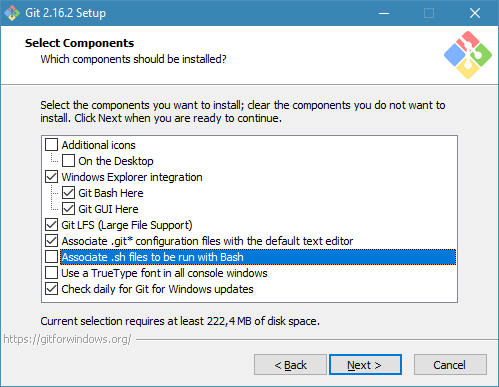 Git 2.16.2 Setup
Select Components
Which components should be installed?
Select the components you want to install; clear the components you do not want to
install. Click Next when you are ready to continue.
Additional icons
On the Desktop
Windows Explorer integration
Git Bash Here
Git GUI Here
Git LFS (Large File Support)
Associate .git* configuration files with the default text editor
Associate .sh files to be run with Bash
Use a TrueType font in all console windows
Check daily for Git for Windows updates
Current selection requires at least 222,4 MB of disk space.
https://gitforwindows.org/
< Back
Next >
Cancel